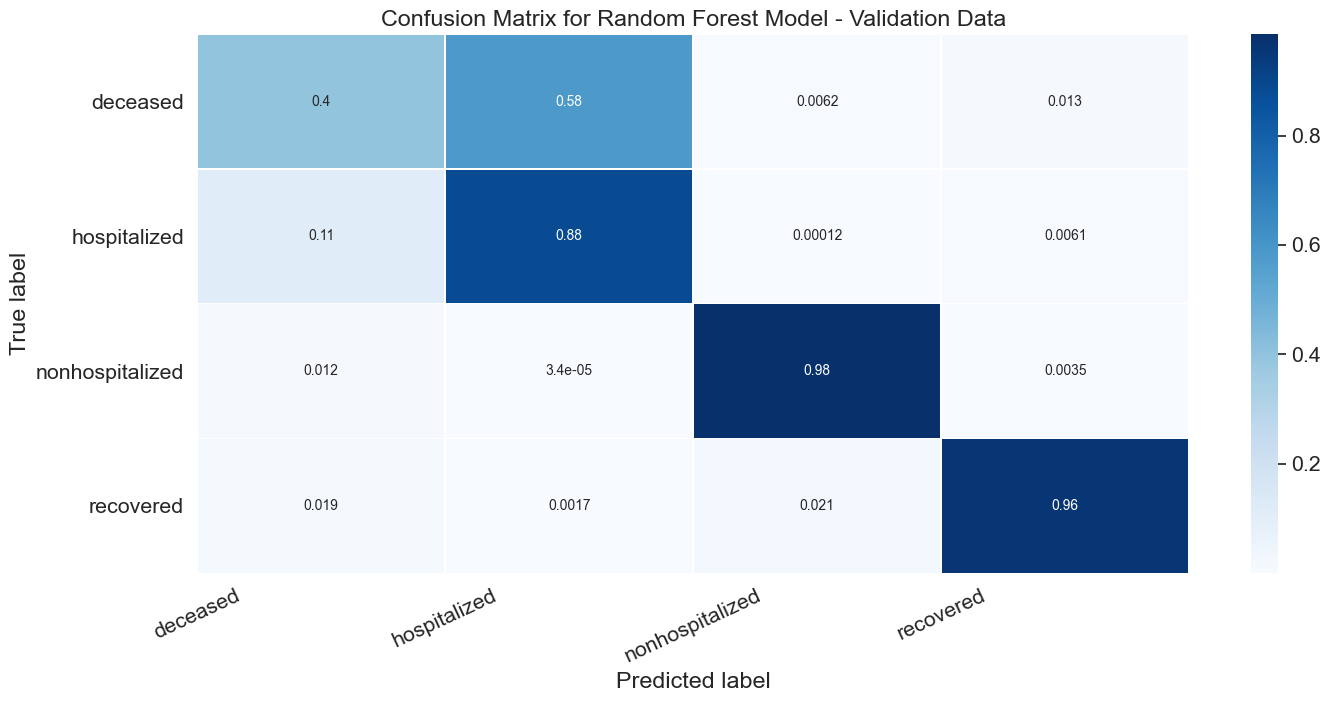 Confusion Matrix for Random Forest Model - Validation Data
True label
deceased 0.4 0.58 0.0062 0.013
hospitalized 0.11 0.88 0.00012 0.0061
nonhospitalized 0.012 3.4e-05 0.98 0.0035
recovered 0.019 0.0017 0.021 0.96
deceased hospitalized nonhospitalized recovered
Predicted label
0.8
0.6
0.4
0.2